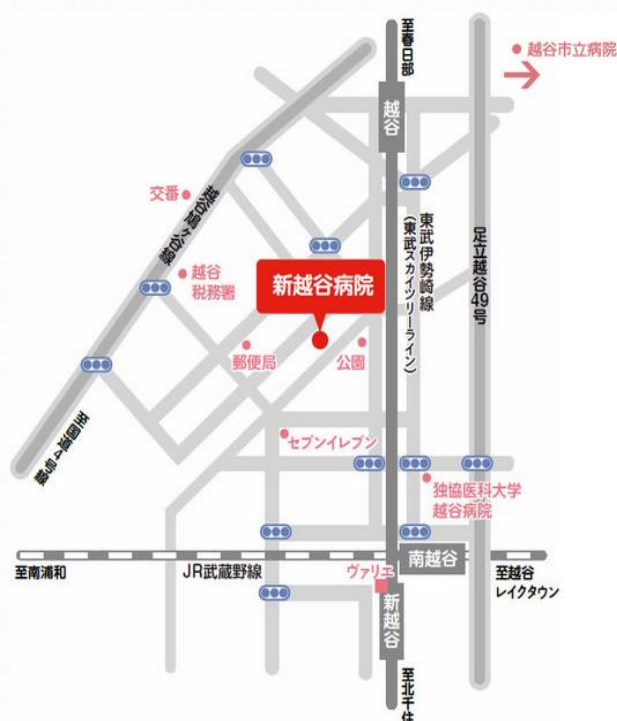 至春日部
越谷市立病院
越谷
交番
越谷鳩ヶ谷線
東武伊勢崎線
(東武スカイツリーライン)
足立越谷49号
越谷
税務署
新越谷病院
郵便局
公園
至国道4号線
セブンイレブン
独協医科大学
越谷病院
至南浦和
JR武蔵野線
ヴァリエ
南越谷
至越谷
レイクタウン
新越谷
至北千住